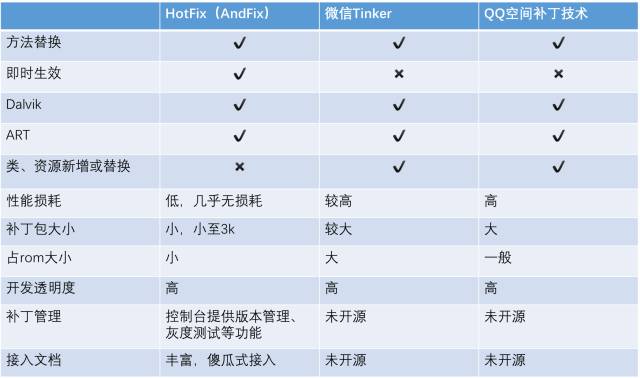 HotFix（AndFix） 微信Tinker QQ空间补丁技术
方法替换 ✔ ✔ ✔
即时生效 ✔ ✖ ✖
Dalvik ✔ ✔ ✔
ART ✔ ✔ ✔
类、资源新增或替换 ✖ ✔ ✔
性能损耗 低，几乎无损耗 较高 高
补丁包大小 小，小至3k 较大 大
占rom大小 小 大 一般
开发透明度 高 高 高
补丁管理 控制台提供版本管理、 未开源 未开源
灰度测试等功能
接入文档 丰富，傻瓜式接入 未开源 未开源